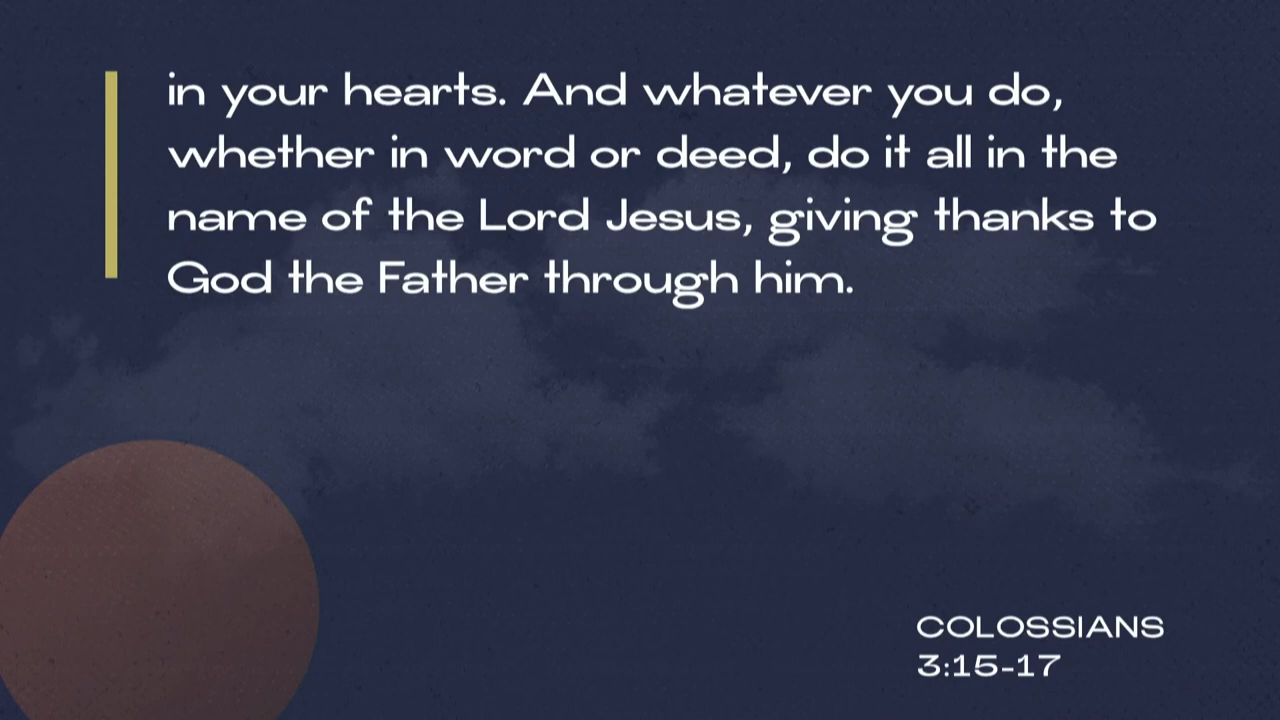 in your hearts. And whatever you do,
whether in word or deed, do it all in the
name of the Lord Jesus, giving thanks to
God the Father through him.
COLOSSIANS
3:15-17